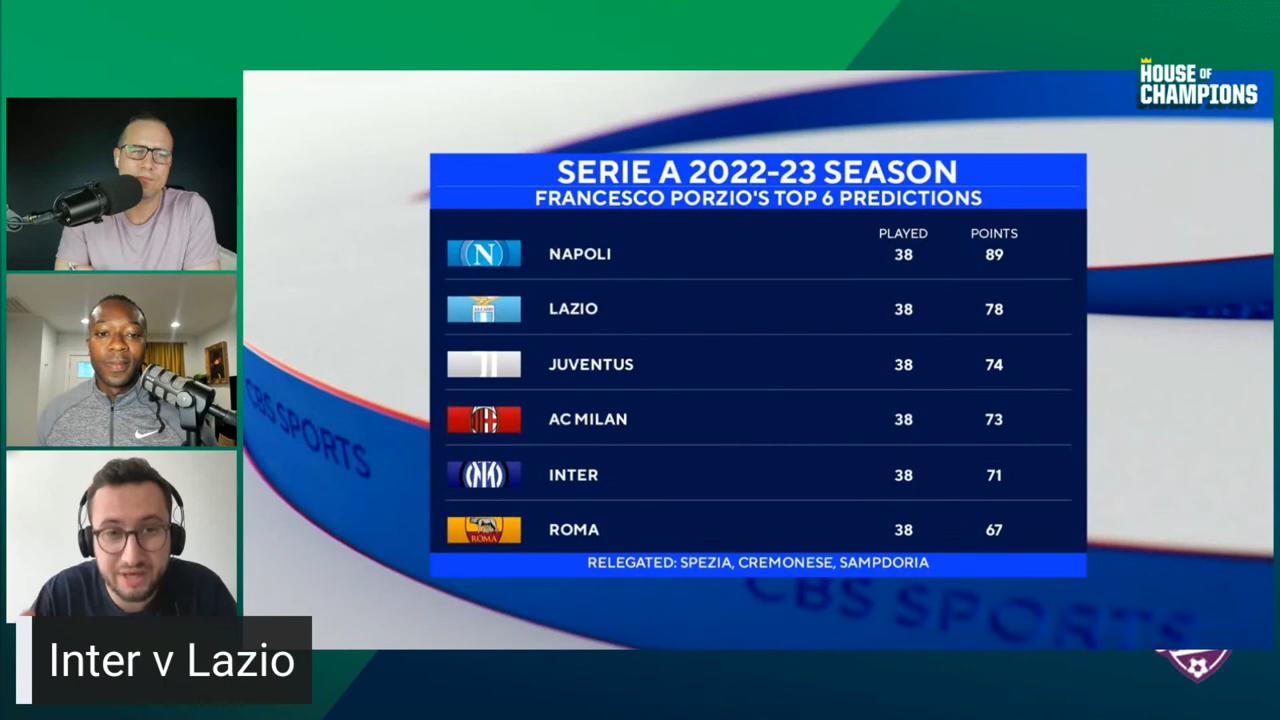 HOUSE OF
CHAMPIONS
SERIE A 2022-23 SEASON
FRANCESCO PORZIO'S TOP 6 PREDICTIONS
PLAYED POINTS
N NAPOLI 38 89
LAZIO 38 78
JUVENTUS 38 74
AC MILAN 38 73
INTER 38 71
ROMA ROMA 38 67
RELEGATED: SPEZIA, CREMONESE, SAMPDORIA
CBS SPORTS
CBS SPORTS
Inter v Lazio